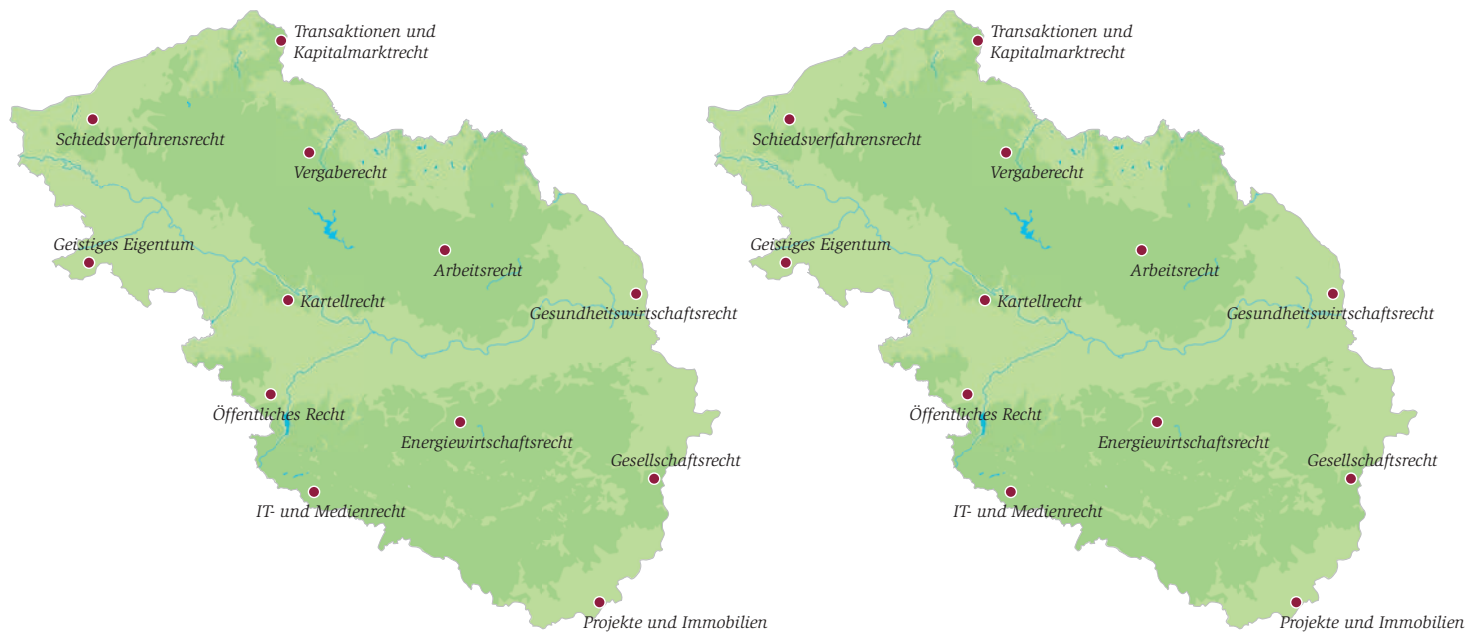 Transaktionen und
Kapitalmarktrecht
Schiedsverfahrensrecht
Vergaberecht
Geistiges Eigentum
Arbeitsrecht
Kartellrecht
Gesundheitswirtschaftsrecht
Öffentliches Recht
Energiewirtschaftsrecht
Gesellschaftsrecht
IT- und Medienrecht
Projekte und Immobilien
Transaktionen und
Kapitalmarktrecht
Schiedsverfahrensrecht
Vergaberecht
Geistiges Eigentum
Arbeitsrecht
Kartellrecht
Gesundheitswirtschaftsrecht
Öffentliches Recht
Energiewirtschaftsrecht
Gesellschaftsrecht
IT- und Medienrecht
Projekte und Immobilien